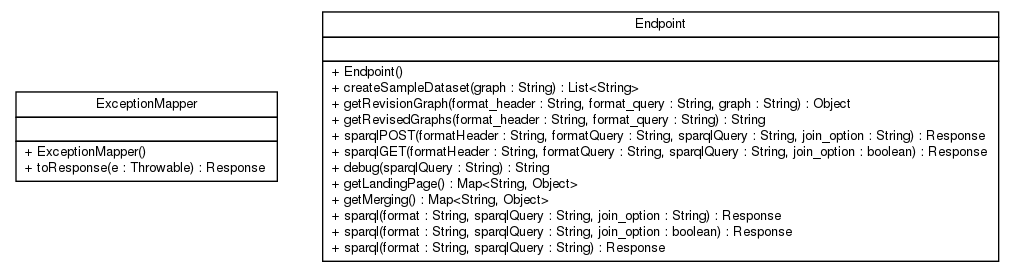 ExceptionMapper
+ ExceptionMapper()
+ toResponse(e : Throwable) : Response
Endpoint
+ Endpoint()
+ createSampleDataset(graph : String) : List<String>
+ getRevisionGraph(format_header : String, format_query : String, graph : String) : Object
+ getRevisedGraphs(format_header : String, format_query : String) : String
+ sparqlPOST(formatHeader : String, formatQuery : String, sparqlQuery : String, join_option : String) : Response
+ sparqlGET(formatHeader : String, formatQuery : String, sparqlQuery : String, join_option : boolean) : Response
+ debug(sparqlQuery : String) : String
+ getLandingPage() : Map<String, Object>
+ getMerging() : Map<String, Object>
+ sparql(format : String, sparqlQuery : String, join_option : String) : Response
+ sparql(format : String, sparqlQuery : String, join_option : boolean) : Response
+ sparql(format : String, sparqlQuery : String) : Response